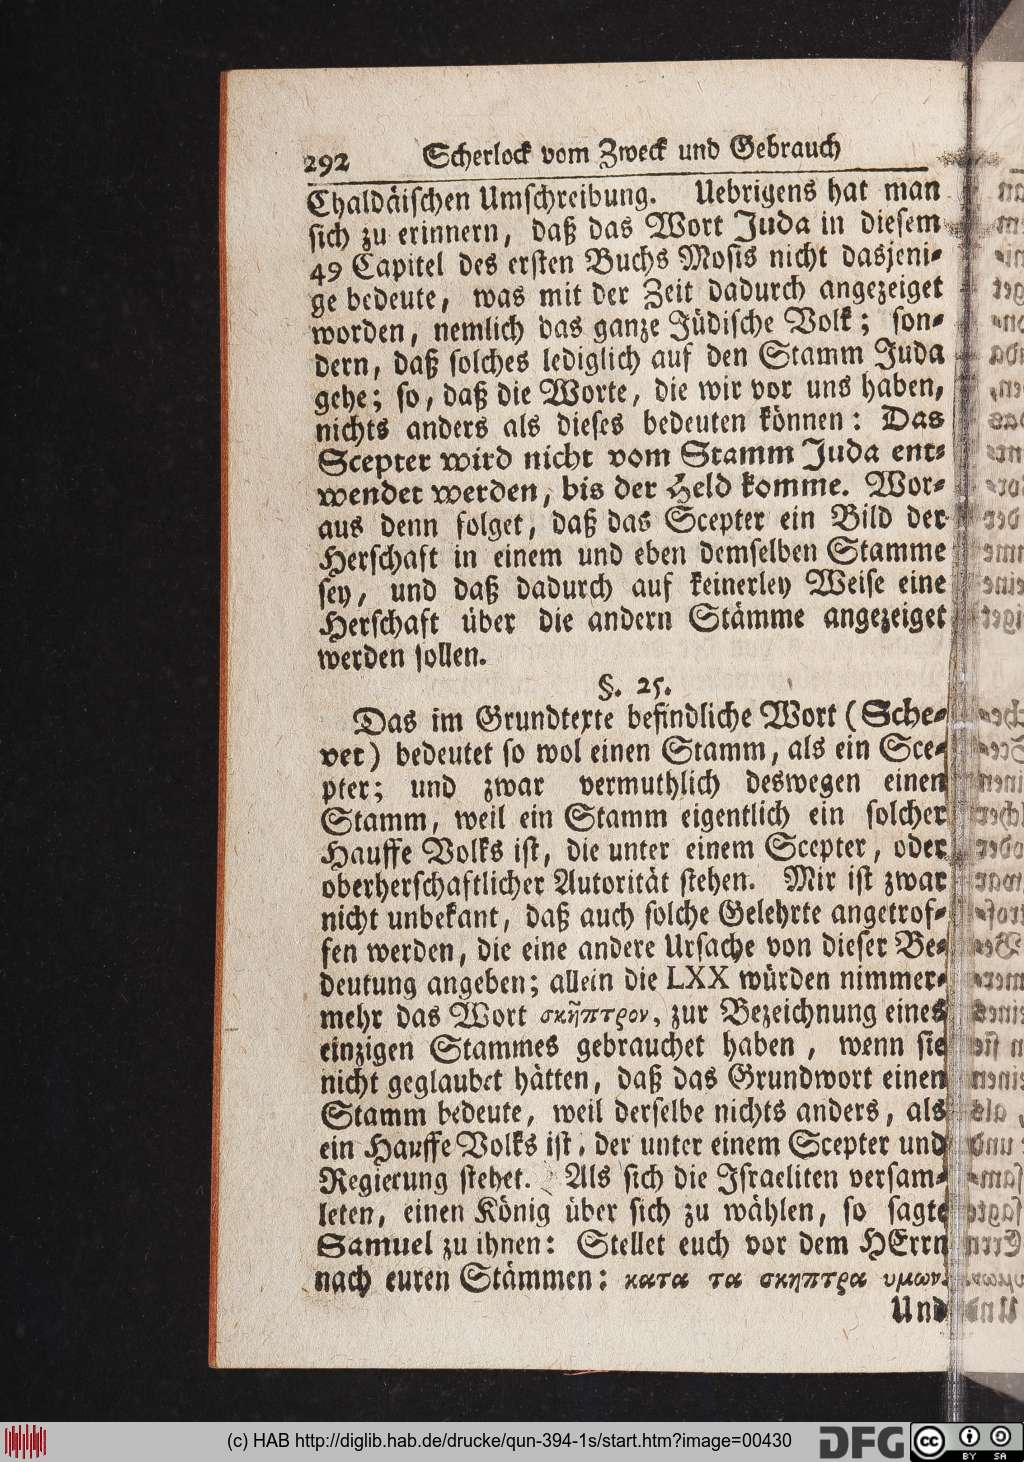 292 Scherlock vom Zweck und Gebrauch
Chaldäischen Umschreibung. Uebrigens hat man
sich zu erinnern, daß das Wort Juda in diesem
49 Capitel des ersten Buchs Mosis nicht dasjeni-
ge bedeute, was mit der Zeit dadurch angezeiget
worden, nemlich das ganze Jüdische Volk; son-
dern, daß solches lediglich auf den Stamm Juda
gehe; so, daß die Worte, die wir vor uns haben,
nichts anders als dieses bedeuten können: Das
Scepter wird nicht vom Stamm Juda ent-
wendet werden, bis der Held komme. Wor-
aus denn folget, daß das Scepter ein Bild der
Herschaft in einem und eben demselben Stamme
sey, und daß dadurch auf keinerley Weise eine
Herschaft über die andern Stämme angezeiget
werden sollen.
§. 25.
Das im Grundtexte befindliche Wort (Sche-
vet) bedeutet so wol einen Stamm, als ein Sce-
pter; und zwar vermuthlich deswegen einen
Stamm, weil ein Stamm eigentlich ein solcher
Hauffe Volks ist, die unter einem Scepter, oder
oberherschaftlicher Autorität stehen. Mir ist zwar
nicht unbekant, daß auch solche Gelehrte angetrof-
fen werden, die eine andere Ursache von dieser Be-
deutung angeben; allein die LXX würden nimmer-
mehr das Wort σκῆπτρον, zur Bezeichnung eines
einzigen Stammes gebrauchet haben, wenn sie
nicht geglaubet hätten, daß das Grundwort einen
Stamm bedeute, weil derselbe nichts anders, als
ein Hauffe Volks ist, der unter einem Scepter und
Regierung stehet. Als sich die Israeliten versam-
leten, einen König über sich zu wählen, so sagte
Samuel zu ihnen: Stellet euch vor dem HErrn
nach euren Stämmen: κατα τα σκηπτρα υμων.
Und
(c) HAB http://diglib.hab.de/drucke/qun-394-1s/start.htm?image=00430
DFG
cc BY SA